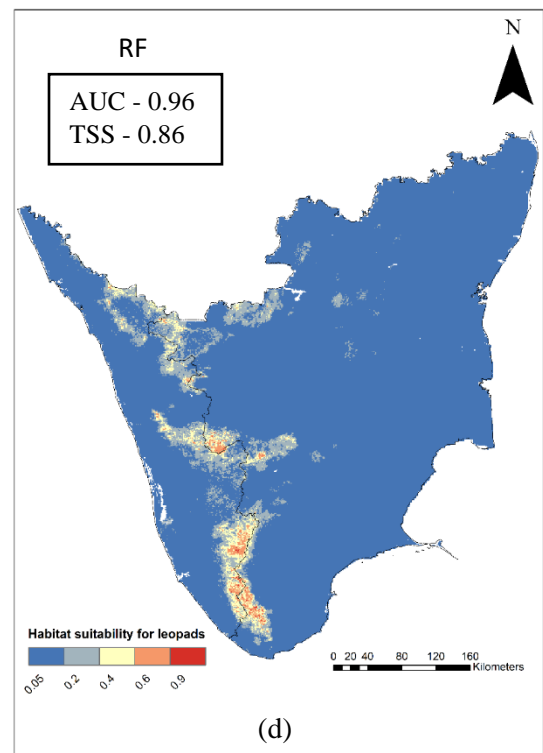 RF
N
AUC - 0.96
TSS - 0.86
Habitat suitability for leopads
0.05 0.2 0.4 0.6 0.9
0 20 40 80 120 160
Kilometers
(d)